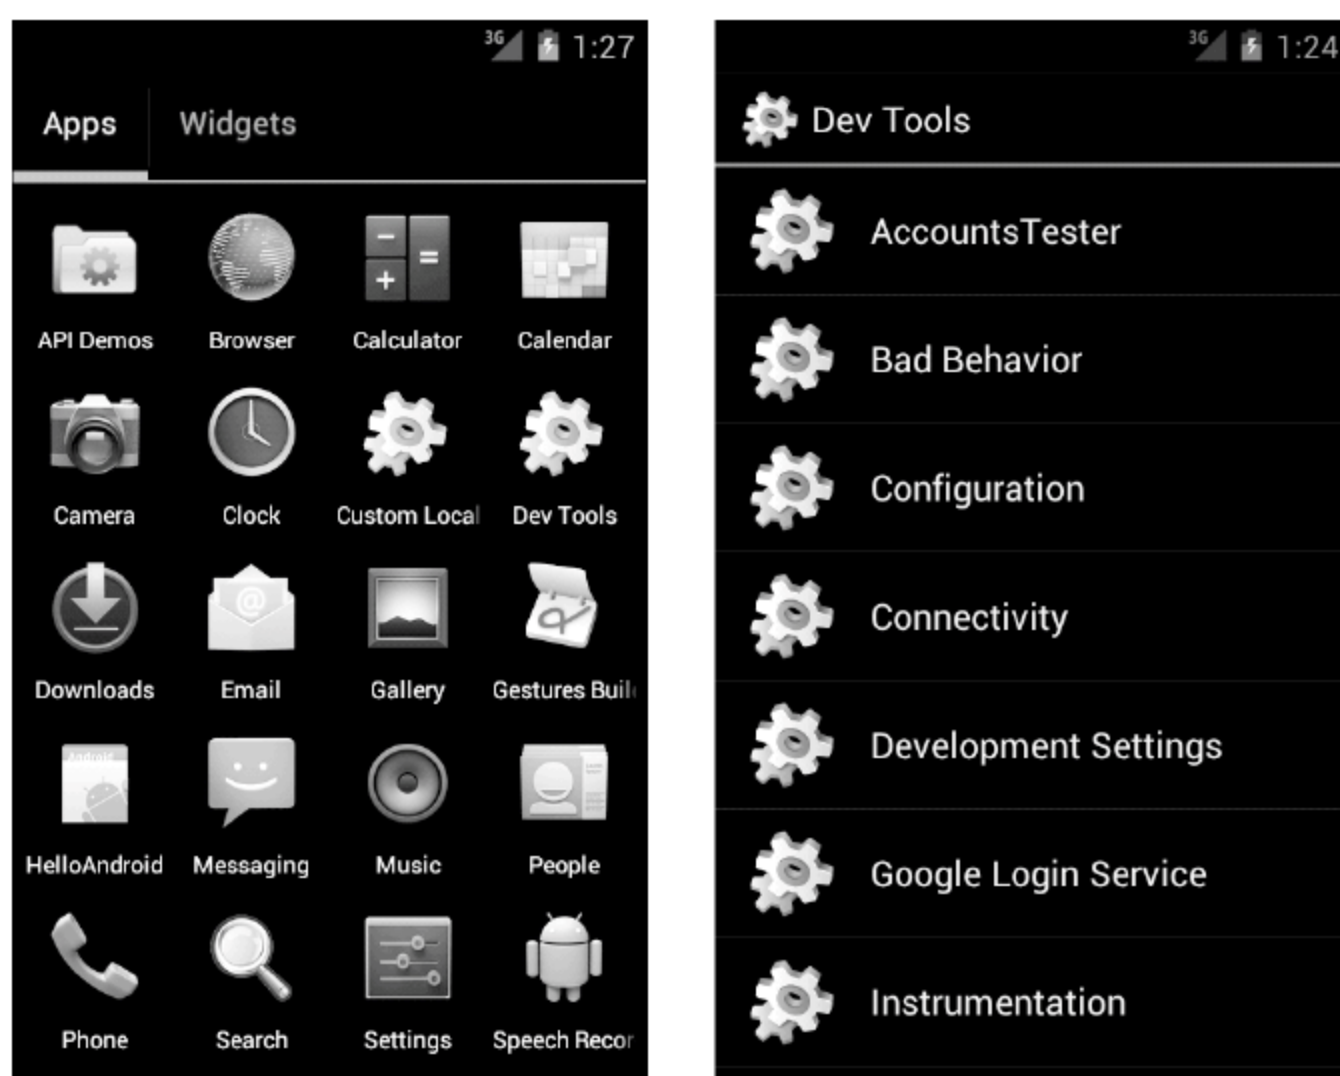 3G 1:27
Apps Widgets
API Demos Browser Calculator Calendar
Camera Clock Custom Local Dev Tools
@
Downloads Email Gallery Gestures Buil
Android
HelloAndroid Messaging Music People
Phone Search Settings Speech Recor
3G 1:24
Dev Tools
AccountsTester
Bad Behavior
Configuration
Connectivity
Development Settings
Google Login Service
Instrumentation